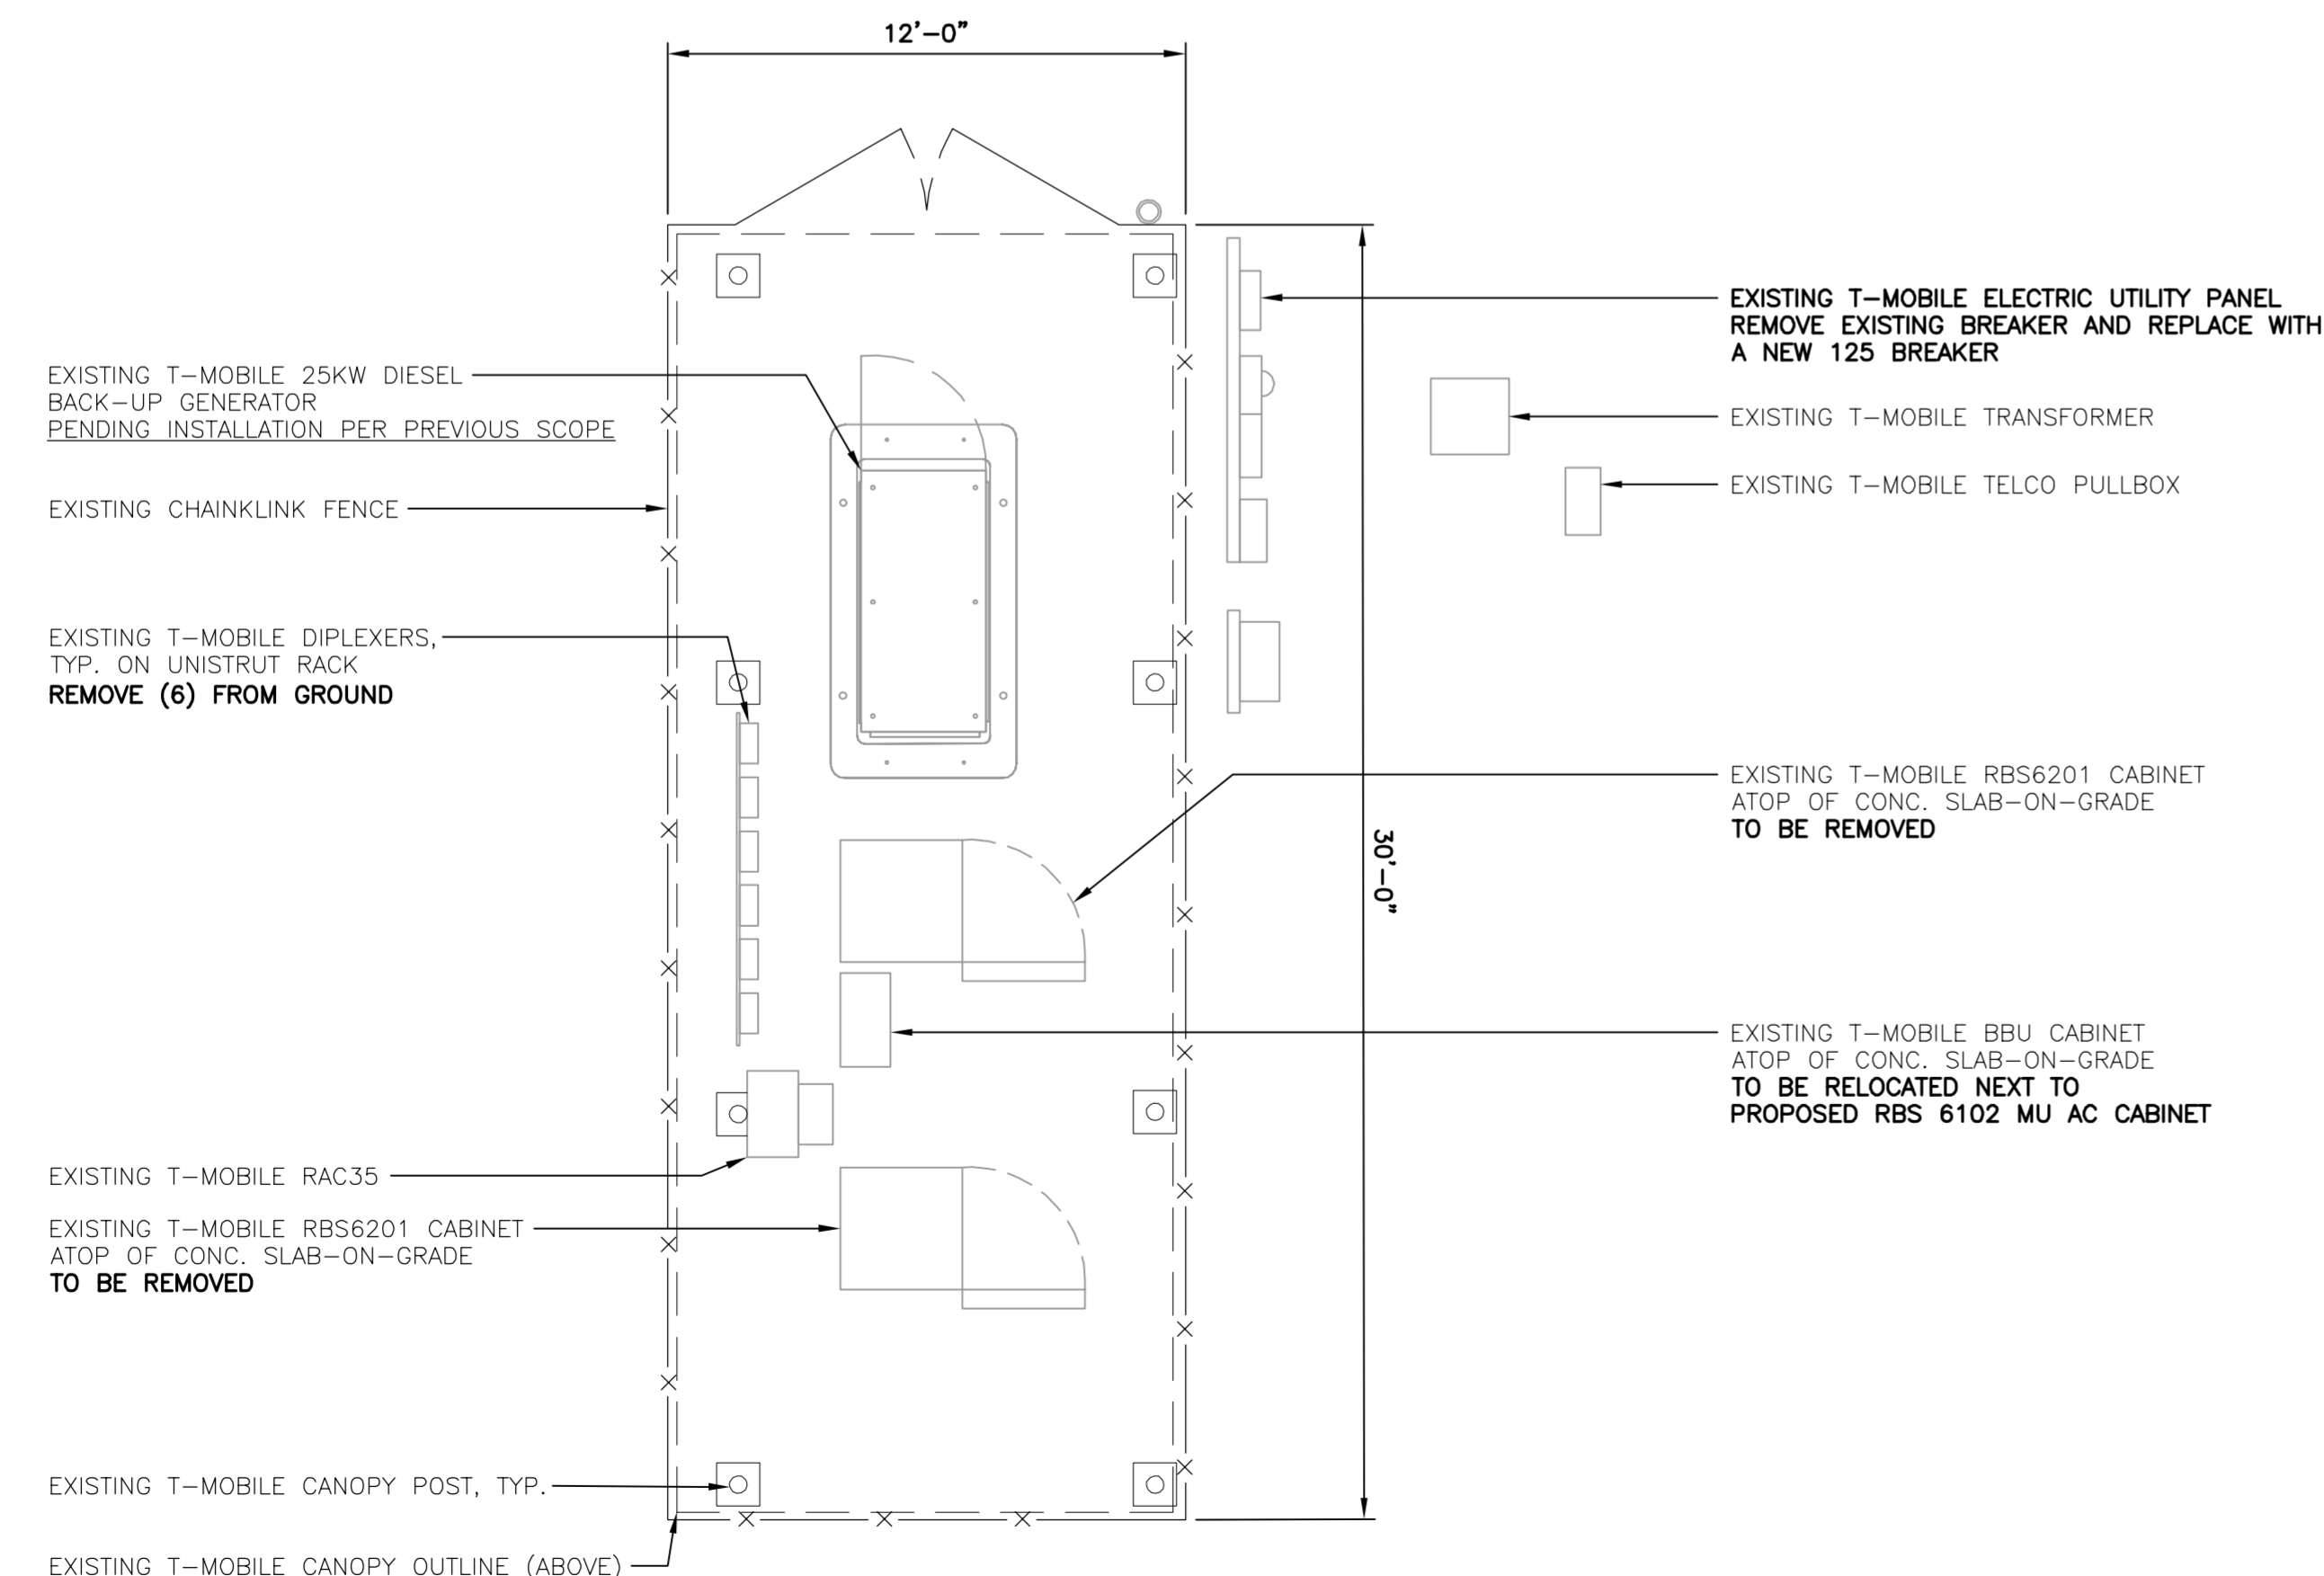 12'-0"
EXISTING T-MOBILE 25KW DIESEL
BACK-UP GENERATOR
PENDING INSTALLATION PER PREVIOUS SCOPE
EXISTING CHAINKLINK FENCE
EXISTING T-MOBILE DIPLEXERS,
TYP. ON UNISTRUT RACK
REMOVE (6) FROM GROUND
EXISTING T-MOBILE RAC35
EXISTING T-MOBILE RBS6201 CABINET
ATOP OF CONC. SLAB-ON-GRADE
TO BE REMOVED
EXISTING T-MOBILE CANOPY POST, TYP.
EXISTING T-MOBILE CANOPY OUTLINE (ABOVE)
30'-0"
EXISTING T-MOBILE ELECTRIC UTILITY PANEL
REMOVE EXISTING BREAKER AND REPLACE WITH
A NEW 125 BREAKER
EXISTING T-MOBILE TRANSFORMER
EXISTING T-MOBILE TELCO PULLBOX
EXISTING T-MOBILE RBS6201 CABINET
ATOP OF CONC. SLAB-ON-GRADE
TO BE REMOVED
EXISTING T-MOBILE BBU CABINET
ATOP OF CONC. SLAB-ON-GRADE
TO BE RELOCATED NEXT TO
PROPOSED RBS 6102 MU AC CABINET